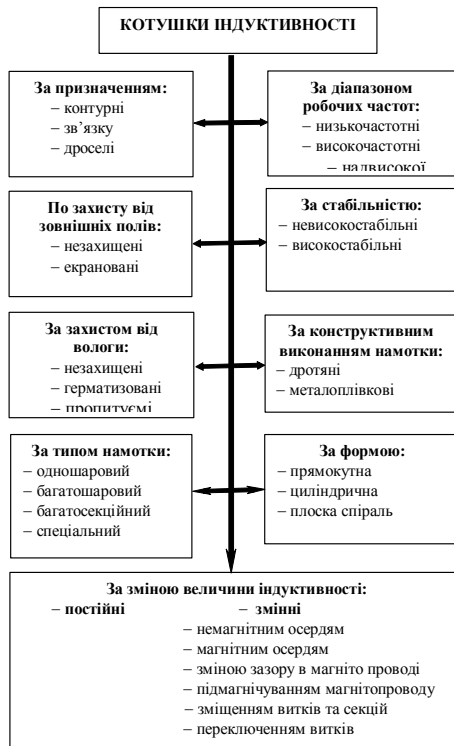 КОТУШКИ ІНДУКТИВНОСТІ
За призначенням:
– контурні
– зв’язку
– дроселі
За діапазоном
робочих частот:
– низькочастотні
– високочастотні
– надвисокої
По захисту від
зовнішніх полів:
– незахищені
– екрановані
За стабільністю:
– невисокостабільні
– високостабільні
За захистом від
вологи:
– незахищені
– герматизовані
– пропитуємі
За конструктивним
виконанням намотки:
– дротяні
– металоплівкові
За типом намотки:
– одношаровий
– багатошаровий
– багатосекційний
– спеціальний
За формою:
– прямокутна
– циліндрична
– плоска спіраль
За зміною величини індуктивності:
– постійні – змінні
– немагнітним осердям
– магнітним осердям
– зміною зазору в магніто проводі
– підмагнічуванням магнітопроводу
– зміщенням витків та секцій
– переключенням витків